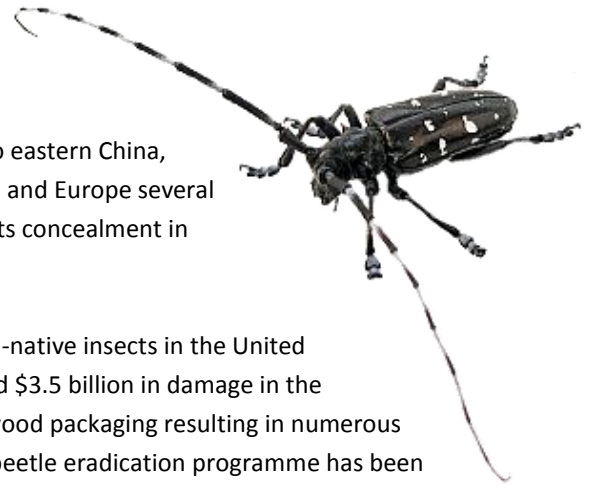 o eastern China,
and Europe several
ts concealment in
-native insects in the United
d $3.5 billion in damage in the
ood packaging resulting in numerous
beetle eradication programme has been